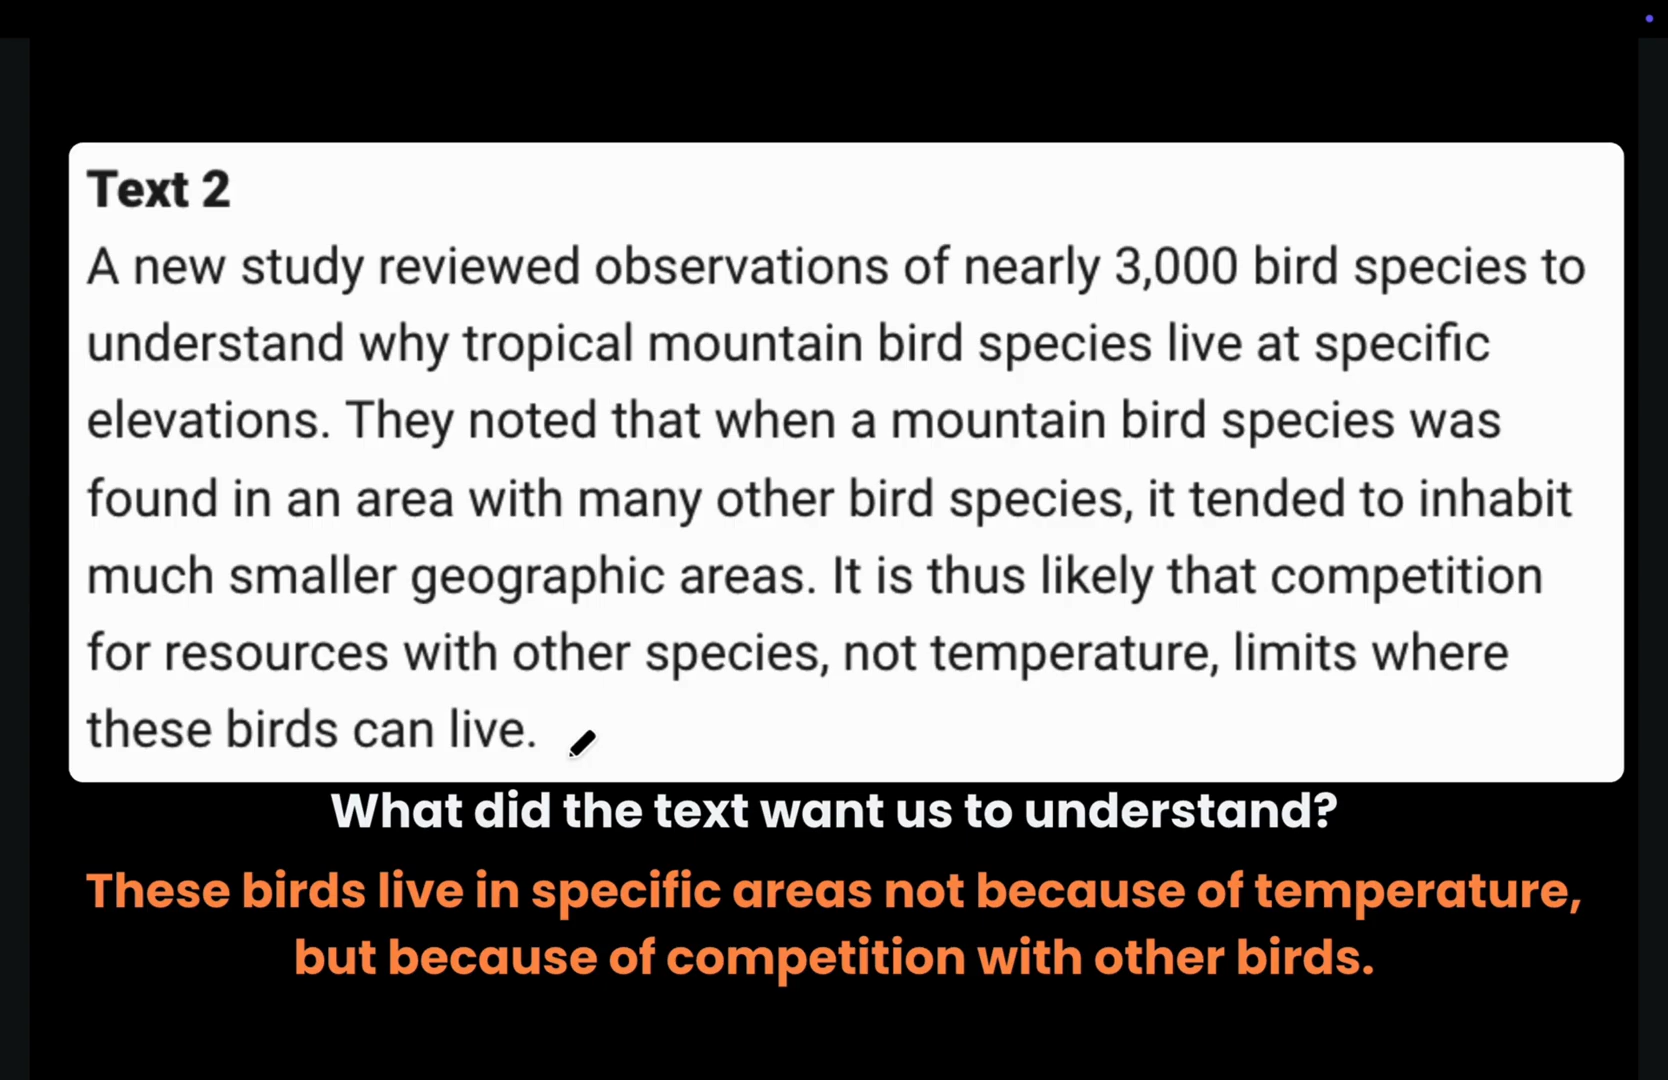 Text 2
A new study reviewed observations of nearly 3,000 bird species to
understand why tropical mountain bird species live at specific
elevations. They noted that when a mountain bird species was
found in an area with many other bird species, it tended to inhabit
much smaller geographic areas. It is thus likely that competition
for resources with other species, not temperature, limits where
these birds can live.
What did the text want us to understand?
These birds live in specific areas not because of temperature,
but because of competition with other birds.